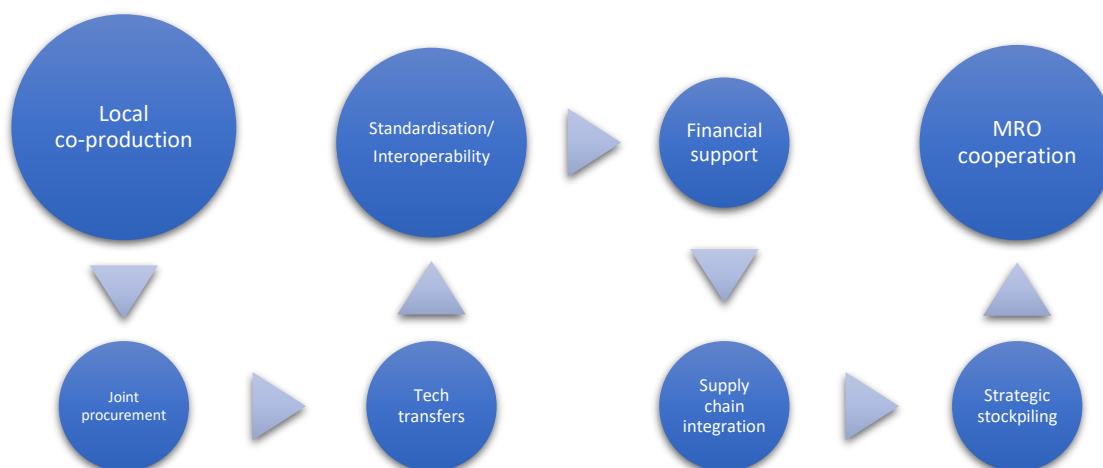 Local
co-production
Joint
procurement
Tech
transfers
Standardisation/
Interoperability
Financial
support
Supply
chain
integration
Strategic
stockpiling
MRO
cooperation